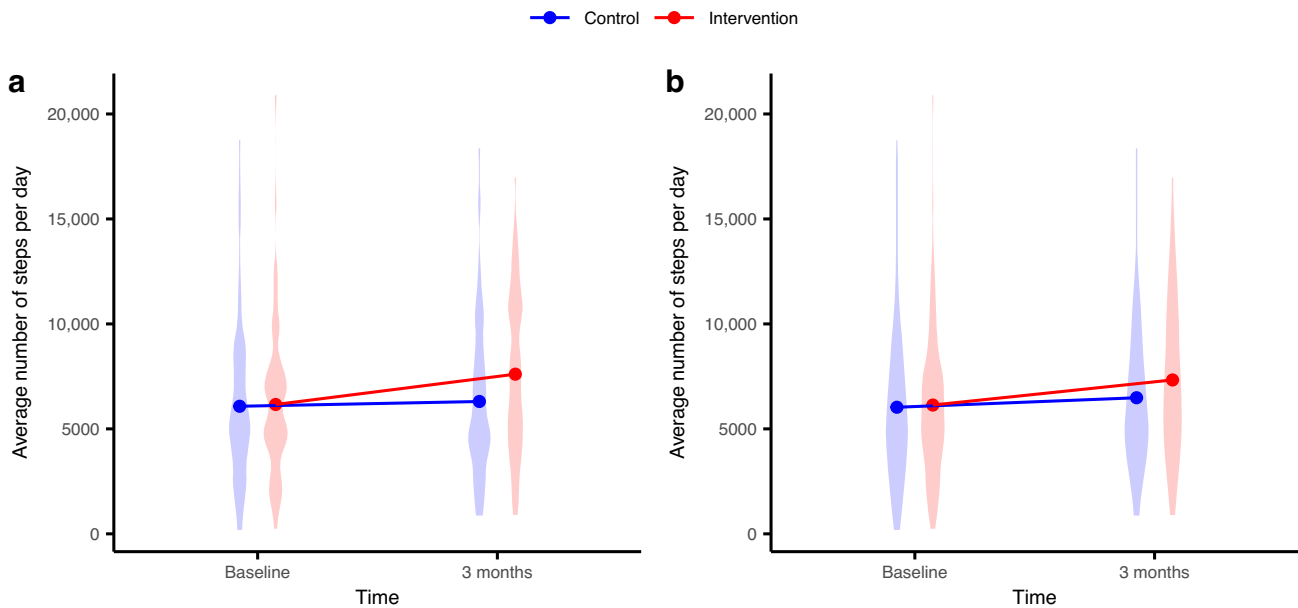 Control Intervention
a
Average number of steps per day
20,000
15,000
10,000
5000
0
Baseline 3 months
Time
b
Average number of steps per day
20,000
15,000
10,000
5000
0
Baseline 3 months
Time